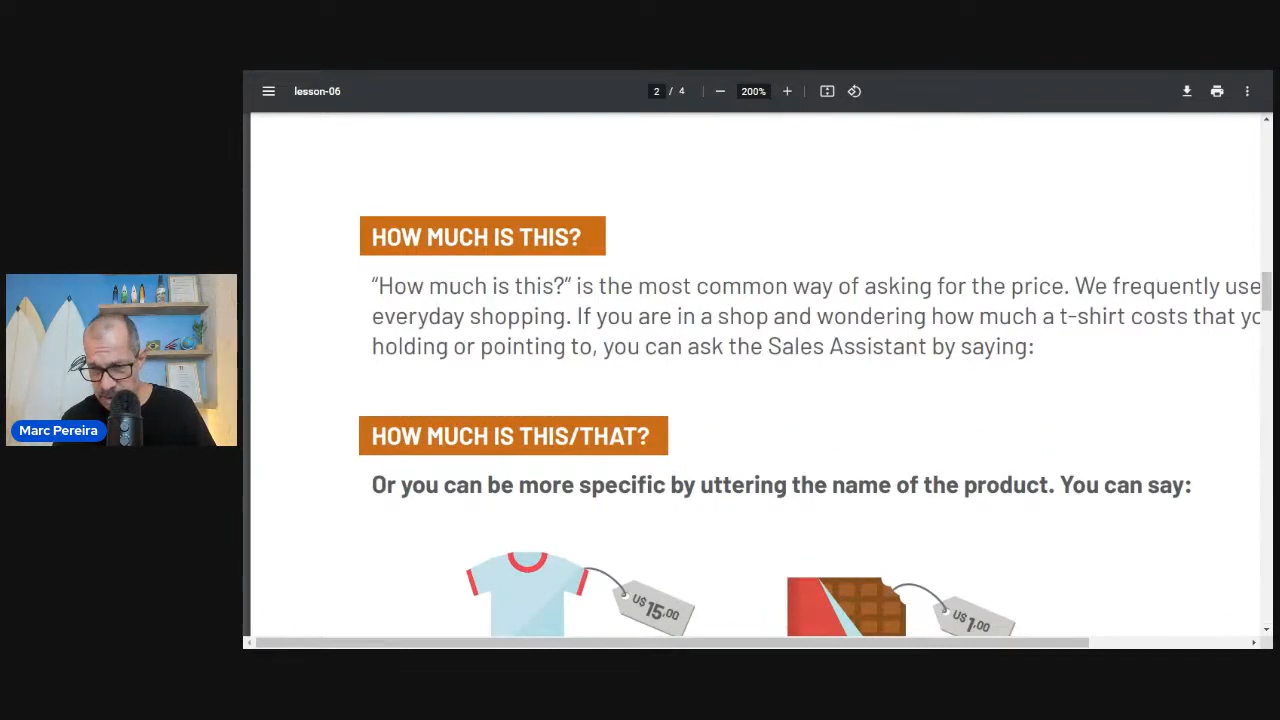 lesson-06
2 / 4
200%
HOW MUCH IS THIS?
“How much is this?“ is the most common way of asking for the price. We frequently use
everyday shopping. If you are in a shop and wondering how much a t-shirt costs that
holding or pointing to, you can ask the Sales Assistant by saying:
Marc Pereira
HOW MUCH IS THIS/THAT?
Or you can be more specific by uttering the name of the product. You can say:
U$ 15,00
U$ 1,00